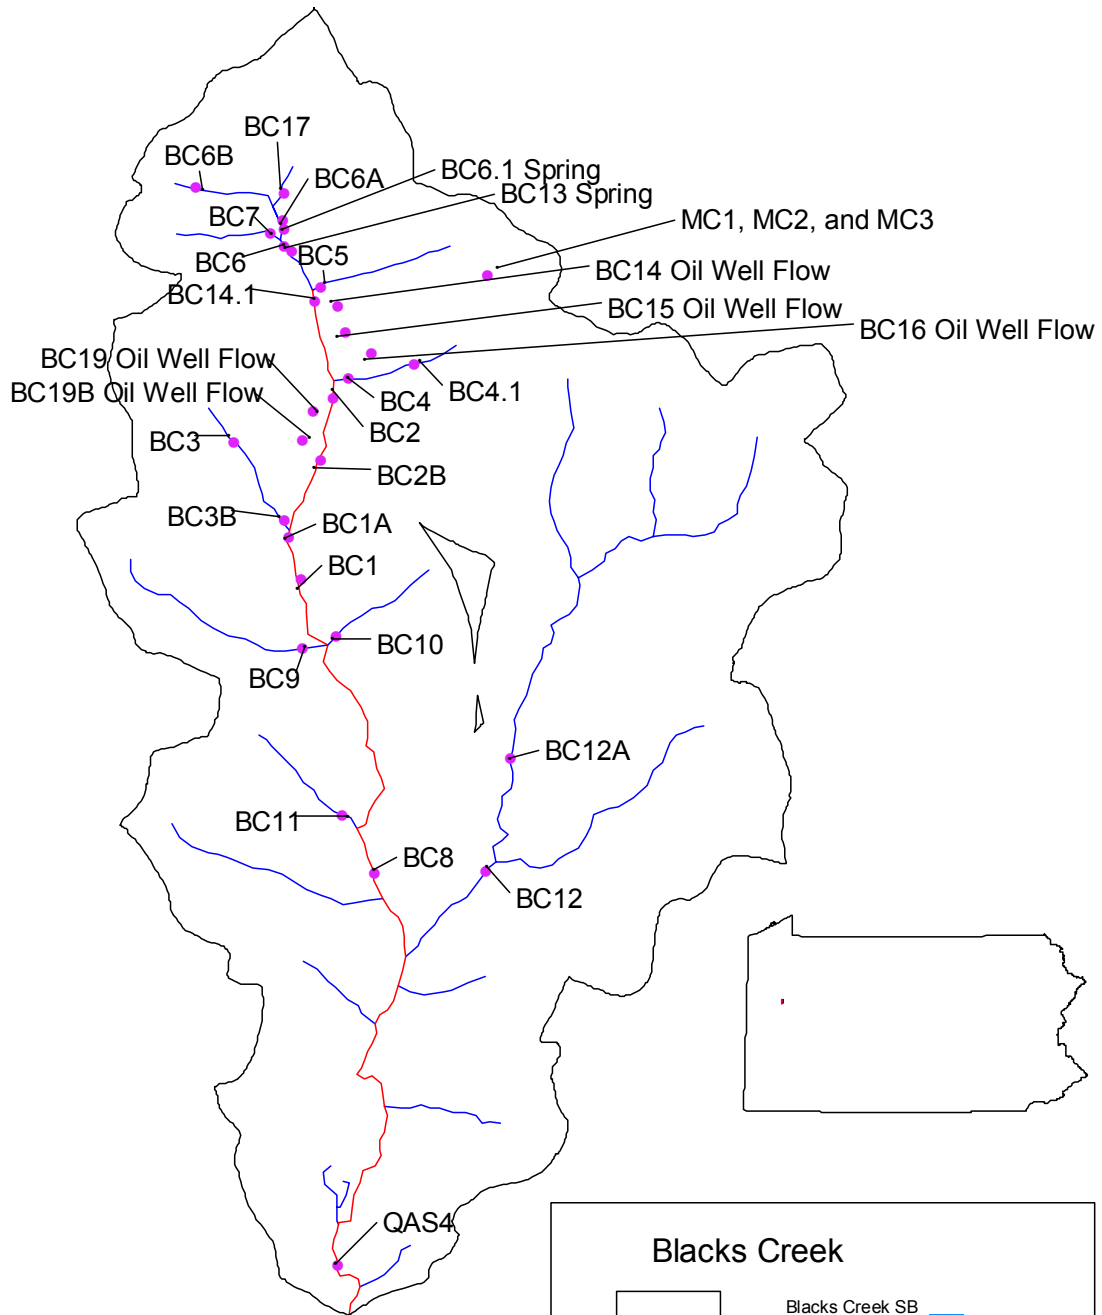 BC17
BC6B
BC6.1 Spring
BC6A
BC13 Spring
BC7
MC1, MC2, and MC3
BC6
BC5
BC14 Oil Well Flow
BC14.1
BC15 Oil Well Flow
BC16 Oil Well Flow
BC19 Oil Well Flow
BC19B Oil Well Flow
BC4
BC4.1
BC3
BC2
BC2B
BC3B
BC1A
BC1
BC10
BC9
BC12A
BC11
BC8
BC12
QAS4
Blacks Creek
Blacks Creek SB